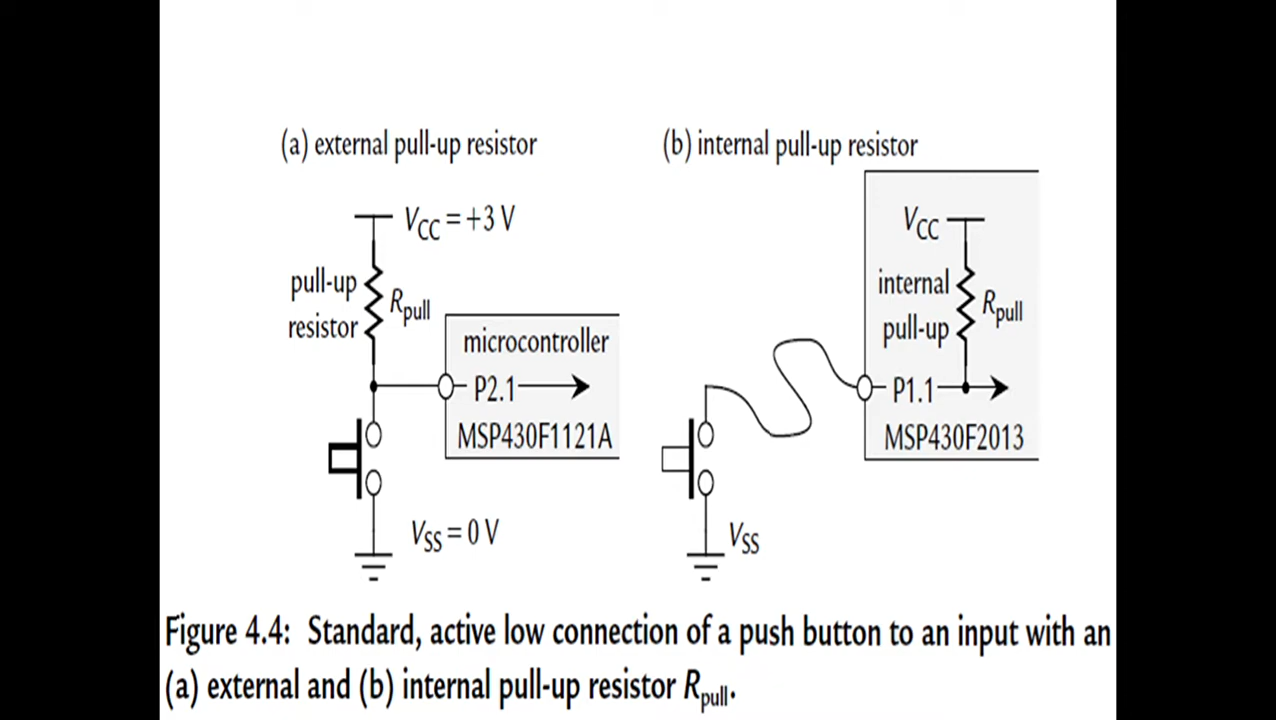 (a) external pull-up resistor
VCC = +3 V
pull-up
resistor
Rpull
microcontroller
P2.1
MSP430F1121A
VSS = 0 V
(b) internal pull-up resistor
VCC
internal
pull-up
Rpull
P1.1
MSP430F2013
VSS
Figure 4.4: Standard, active low connection of a push button to an input with an
(a) external and (b) internal pull-up resistor Rpull.